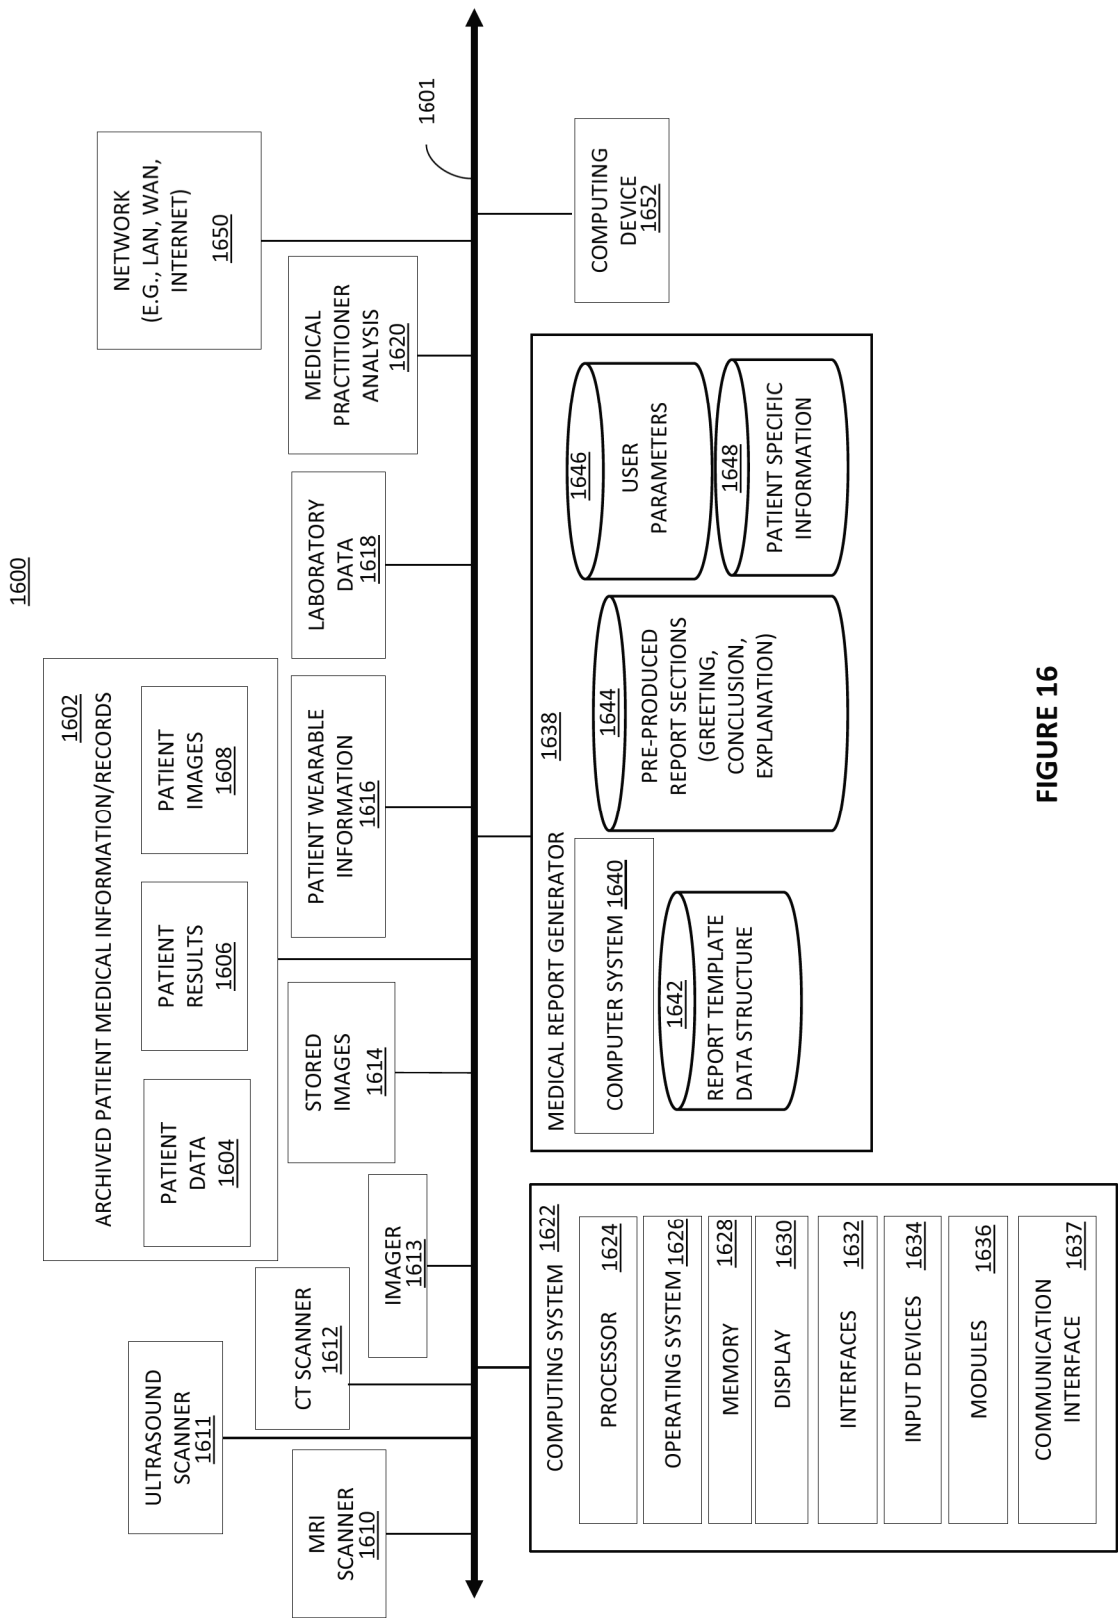 1600
ARCHIVED PATIENT MEDICAL INFORMATION/RECORDS
1602
PATIENT
DATA
1604
PATIENT
RESULTS
1606
PATIENT
IMAGES
1608
NETWORK
(E.G., LAN, WAN,
INTERNET)
1650
ULTRASOUND
SCANNER
1611
MRI
SCANNER
1610
CT SCANNER
1612
IMAGER
1613
STORED
IMAGES
1614
PATIENT WEARABLE
INFORMATION
1616
LABORATORY
DATA
1618
MEDICAL
PRACTITIONER
ANALYSIS
1620
1601
COMPUTING SYSTEM 1622
PROCESSOR 1624
OPERATING SYSTEM 1626
MEMORY 1628
DISPLAY 1630
INTERFACES 1632
INPUT DEVICES 1634
MODULES 1636
COMMUNICATION
INTERFACE 1637
MEDICAL REPORT GENERATOR 1638
COMPUTER SYSTEM 1640
1642
REPORT TEMPLATE
DATA STRUCTURE
1644
PRE-PRODUCED
REPORT SECTIONS
(GREETING,
CONCLUSION,
EXPLANATION)
1646
USER
PARAMETERS
1648
PATIENT SPECIFIC
INFORMATION
COMPUTING
DEVICE
1652
FIGURE 16